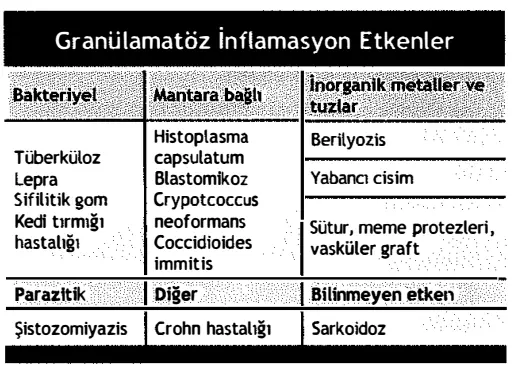 Granülamatöz İnflamasyon Etkenler
Bakteriyel
Mantara bağlı
İnorganik metaller ve
tuzlar
Tüberküloz
Lepra
Sifilitik gom
Kedi tırmığı
hastalığı
Histoplasma
capsulatum
Blastomikoz
Crypotcoccus
neoformans
Coccidioides
immitis
Berilyozis
Yabancı cisim
Sütur, meme protezleri,
vasküler graft
Parazitik
Diğer
Bilinmeyen etken
Şistozomiyazis
Crohn hastalığı
Sarkoidoz